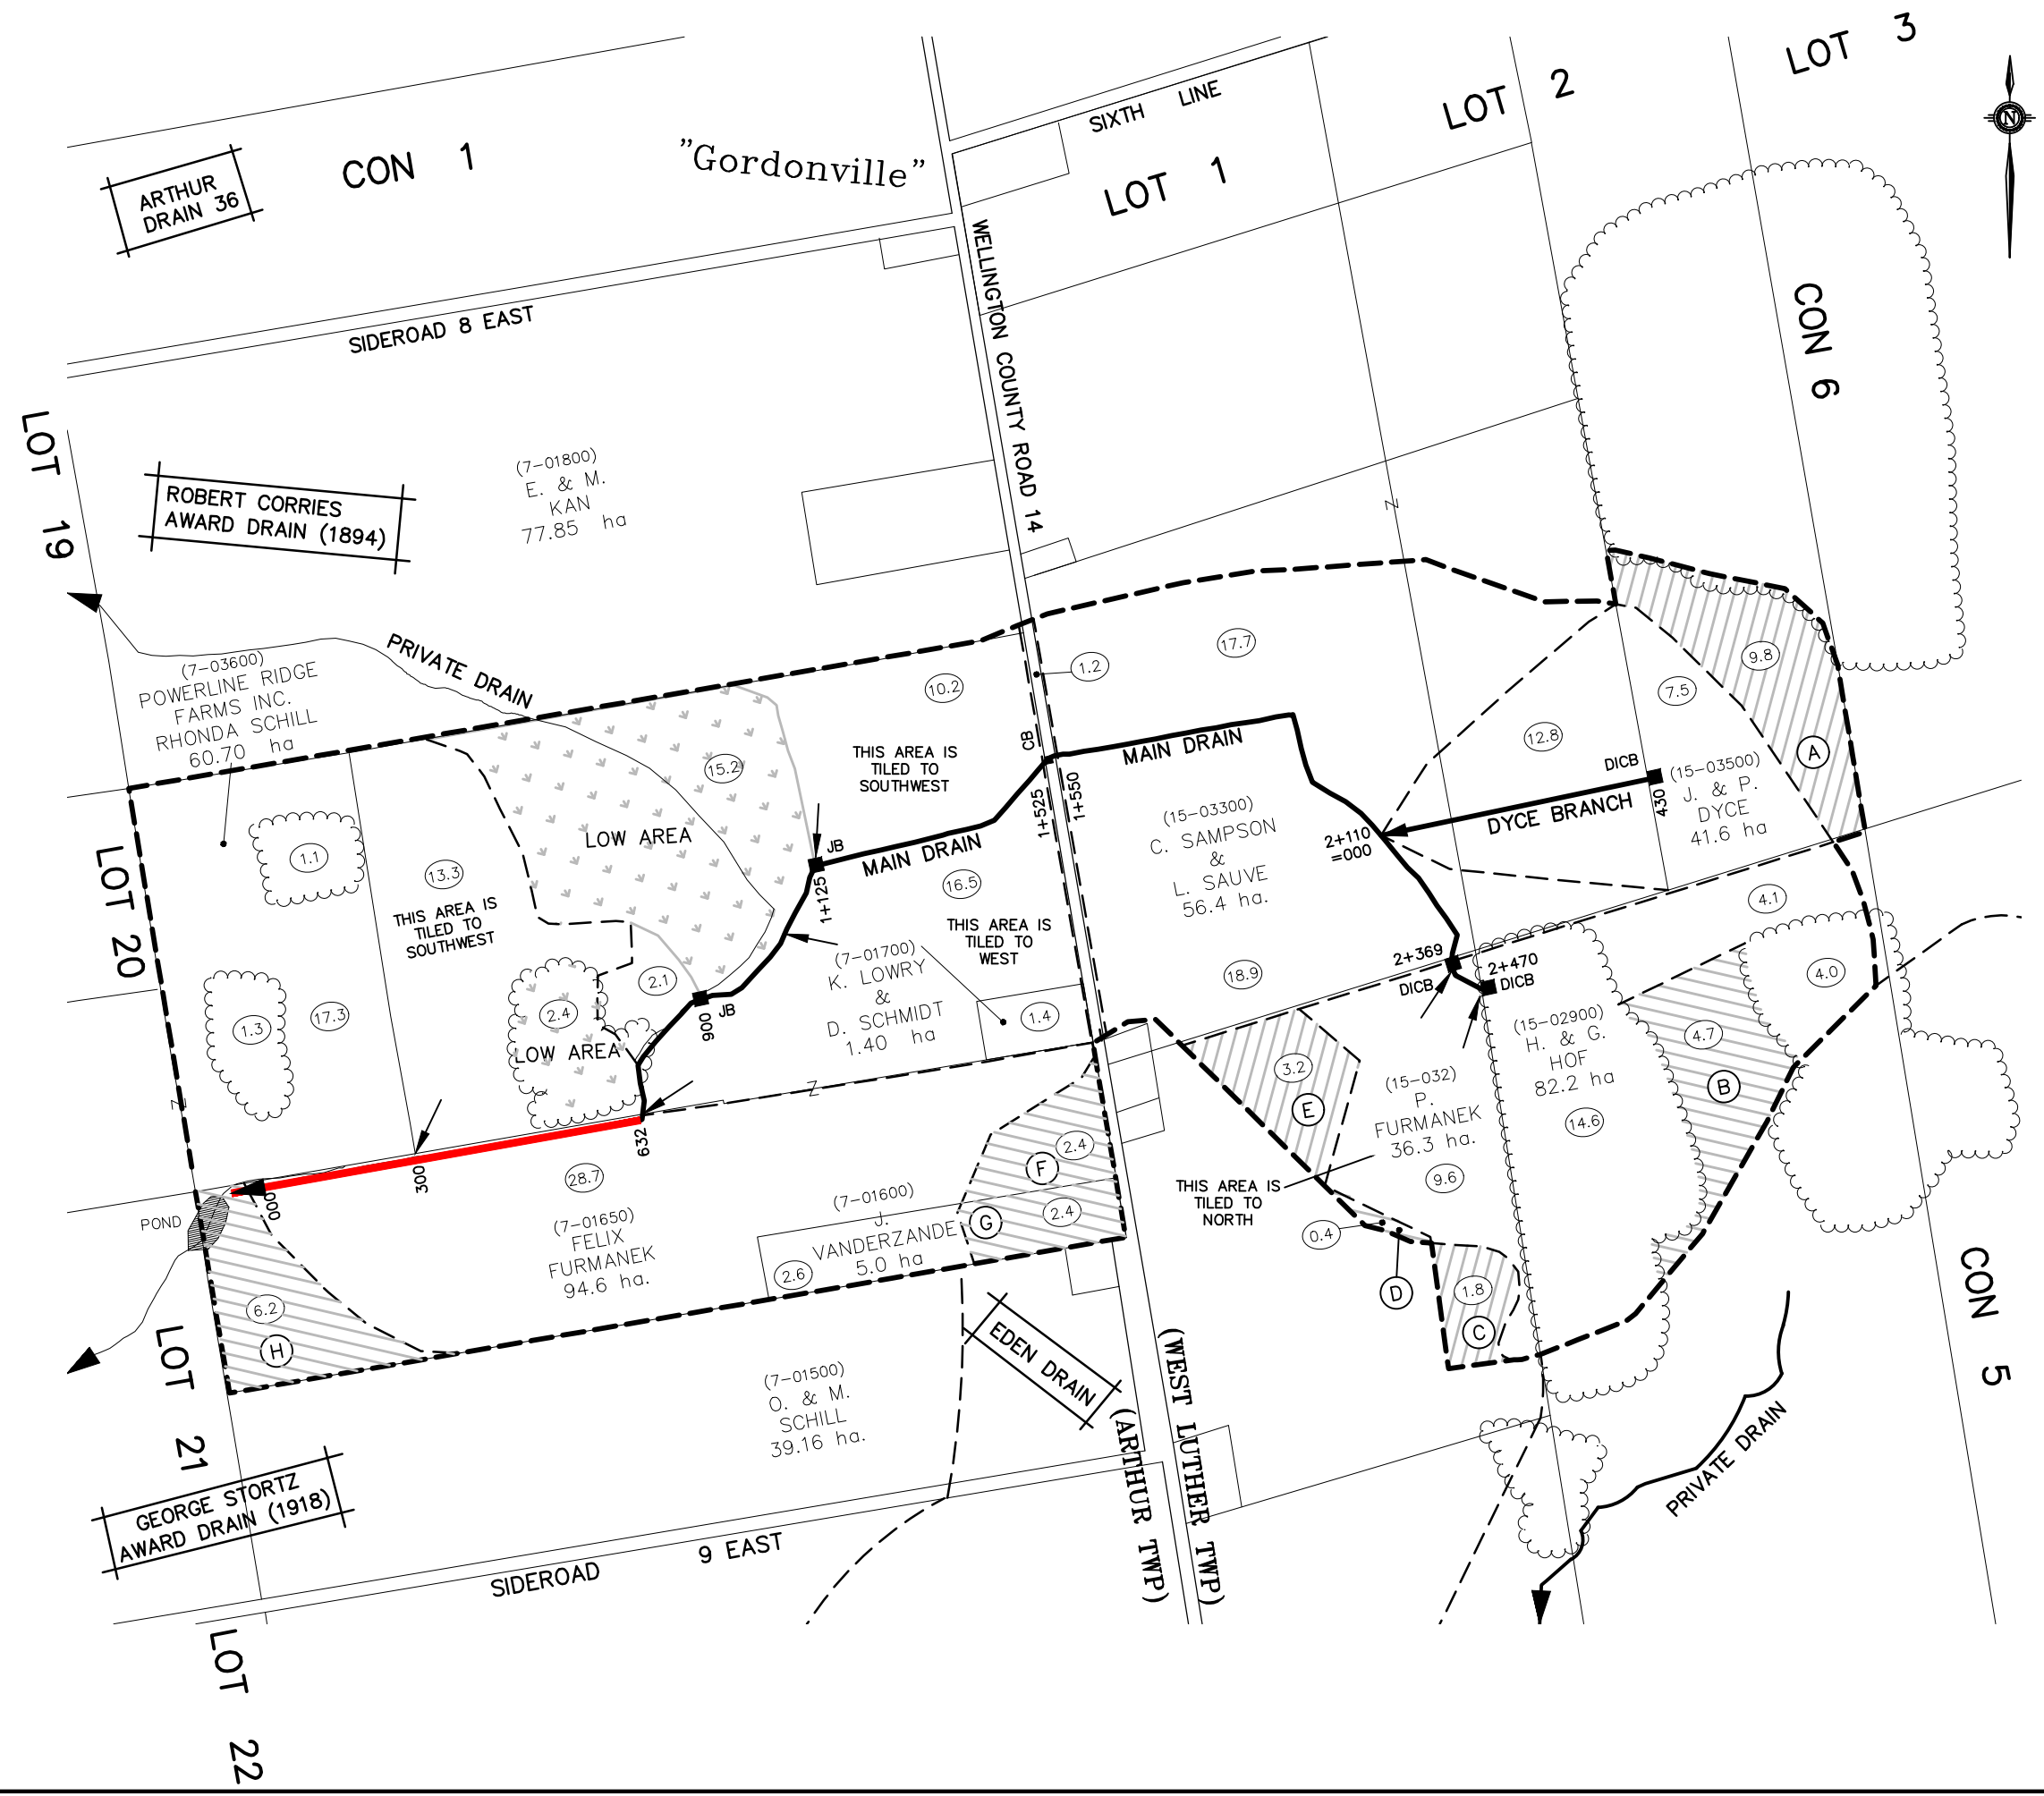 LOT 3
LOT 2
N
SIXTH LINE
CON 1
"Gordonville"
LOT 1
ARTHUR
DRAIN 36
WELLINGTON COUNTY ROAD 14
CON 6
SIDEROAD 8 EAST
LOT 19
(7-01800)
E. & M.
KAN
77.85 ha
ROBERT CORRIES
AWARD DRAIN (1894)
Z
PRIVATE DRAIN
(7-03600)
POWERLINE RIDGE
FARMS INC.
RHONDA SCHILL
60.70 ha
10.2
1.2
17.7
9.8
7.5
12.8
A
15.2
THIS AREA IS
TILED TO
SOUTHWEST
CB
MAIN DRAIN
1+525
1+550
DICB
(15-03500)
J. & P.
DYCE
41.6 ha
430
DYCE BRANCH
2+110
=000
(15-03300)
C. SAMPSON
&
L. SAUVE
56.4 ha.
LOW AREA
JB
MAIN DRAIN
1+125
16.5
1.1
13.3
THIS AREA IS
TILED TO
SOUTHWEST
LOT 20
THIS AREA IS
TILED TO
WEST
4.1
4.0
18.9
2+369
DICB
2+470
DICB
(7-01700)
K. LOWRY
&
D. SCHMIDT
1.40 ha
1.4
2.1
900
JB
2.4
LOW AREA
17.3
1.3
(15-02900)
H. & G.
HOF
82.2 ha
14.6
4.7
B
3.2
E
(15-032)
P.
FURMANEK
36.3 ha.
9.6
Z
Z
632
300
000
POND
28.7
2.4
F
2.4
G
(7-01600)
J.
VANDERZANDE
5.0 ha
2.6
(7-01650)
FELIX
FURMANEK
94.6 ha.
THIS AREA IS
TILED TO
NORTH
0.4
D
1.8
C
6.2
H
CON 5
LOT 21
EDEN DRAIN
(7-01500)
O. & M.
SCHILL
39.16 ha.
(WEST LUTHER TWP)
(ARTHUR TWP)
PRIVATE DRAIN
GEORGE STORTZ
AWARD DRAIN (1918)
SIDEROAD 9 EAST
LOT 22